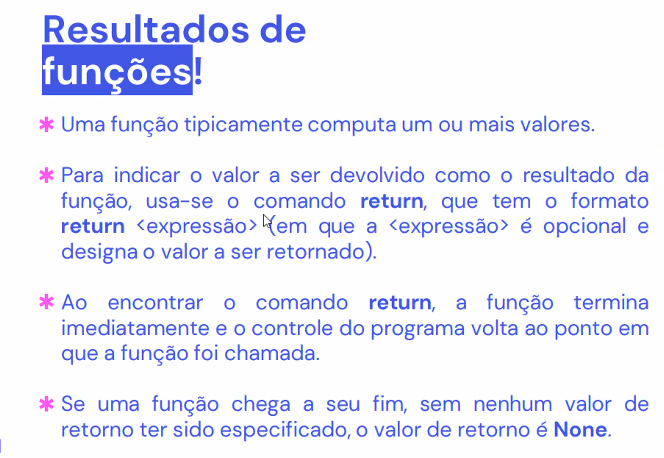 Resultados de
funções!
* Uma função tipicamente computa um ou mais valores.
* Para indicar o valor a ser devolvido como o resultado da
função, usa-se o comando return, que tem o formato
return <expressão> (em que a <expressão> é opcional e
designa o valor a ser retornado).
* Ao encontrar o comando return, a função termina
imediatamente e o controle do programa volta ao ponto em
que a função foi chamada.
* Se uma função chega a seu fim, sem nenhum valor de
retorno ter sido especificado, o valor de retorno é None.